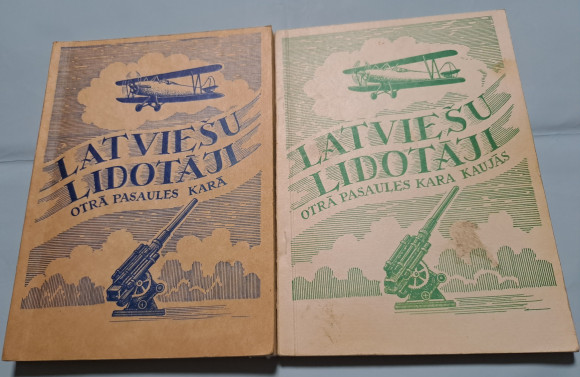 LATVIEŠU
LIDOTĀJI
OTRĀ PASAULES KARĀ
LATVIEŠU
LIDOTĀJI
OTRĀ PASAULES KARA KAUJĀS